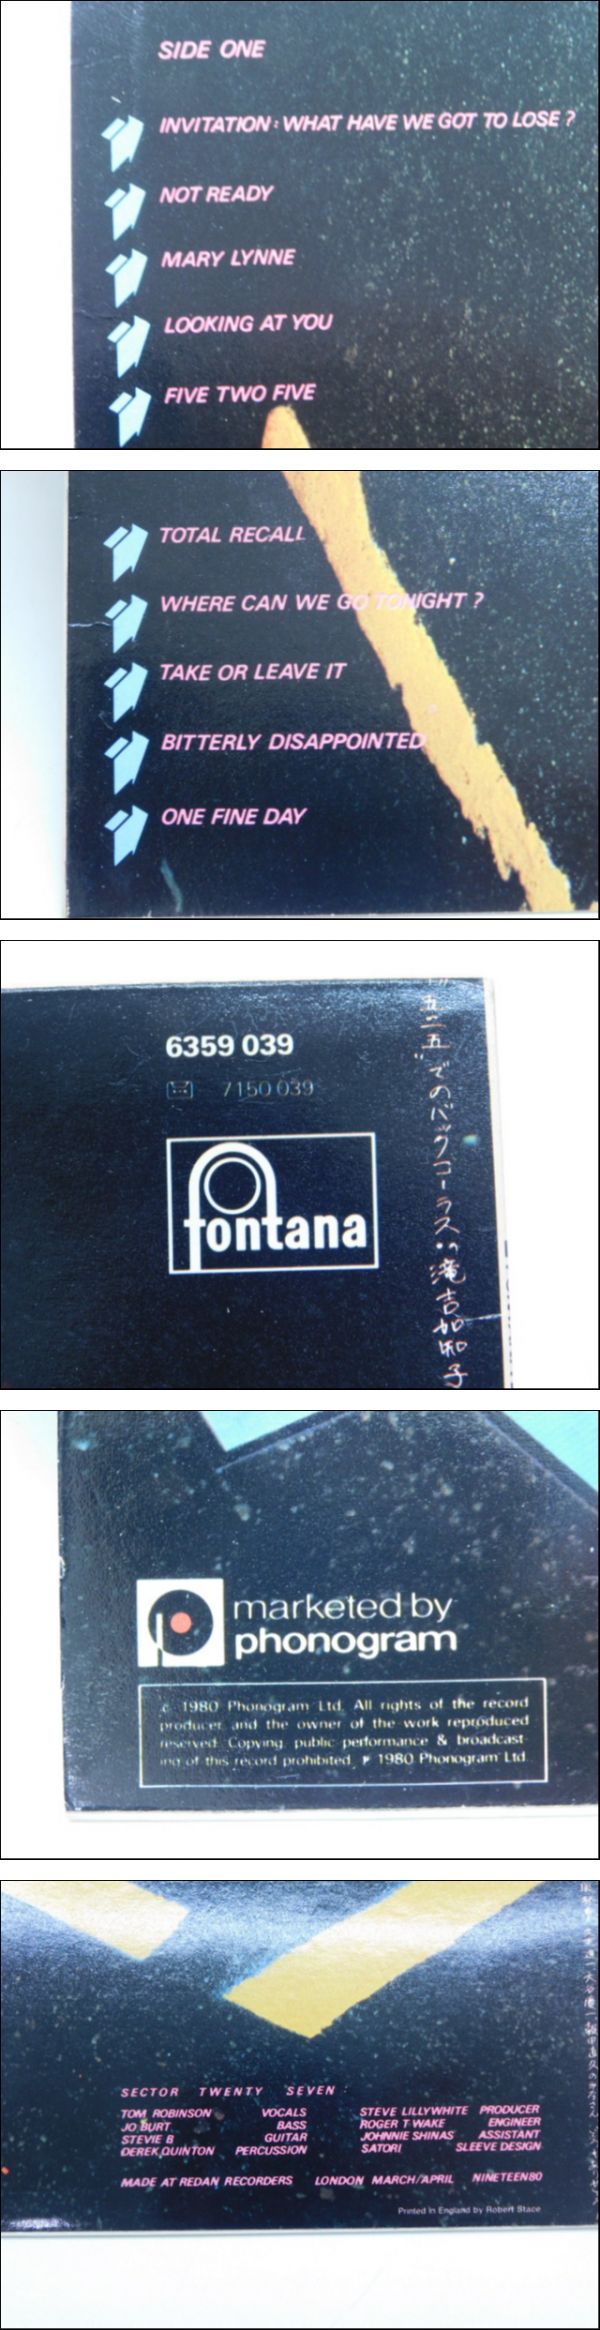 SIDE ONE
INVITATION : WHAT HAVE WE GOT TO LOSE ?
NOT READY
MARY LYNNE
LOOKING AT YOU
FIVE TWO FIVE
TOTAL RECALL
WHERE CAN WE GO TONIGHT ?
TAKE OR LEAVE IT
BITTERLY DISAPPOINTED
ONE FINE DAY
6359 039
7150 039
fontana
"五二五"でのバックコーラス:滝吉加和子
marketed by
phonogram
c 1980 Phonogram Ltd. All rights of the record
producer and the owner of the work reproduced
reserved. Copying, public performance & broadcast-
ing of this record prohibited. P 1980 Phonogram Ltd.
SECTOR TWENTY SEVEN :
TOM ROBINSON VOCALS
JO BURT BASS
STEVIE B GUITAR
DEREK QUINTON PERCUSSION
STEVE LILLYWHITE PRODUCER
ROGER T WAKE ENGINEER
JOHNNIE SHINAS ASSISTANT
SATORI SLEEVE DESIGN
MADE AT REDAN RECORDERS LONDON MARCH/APRIL NINETEEN80
Printed in England by Robert Stace